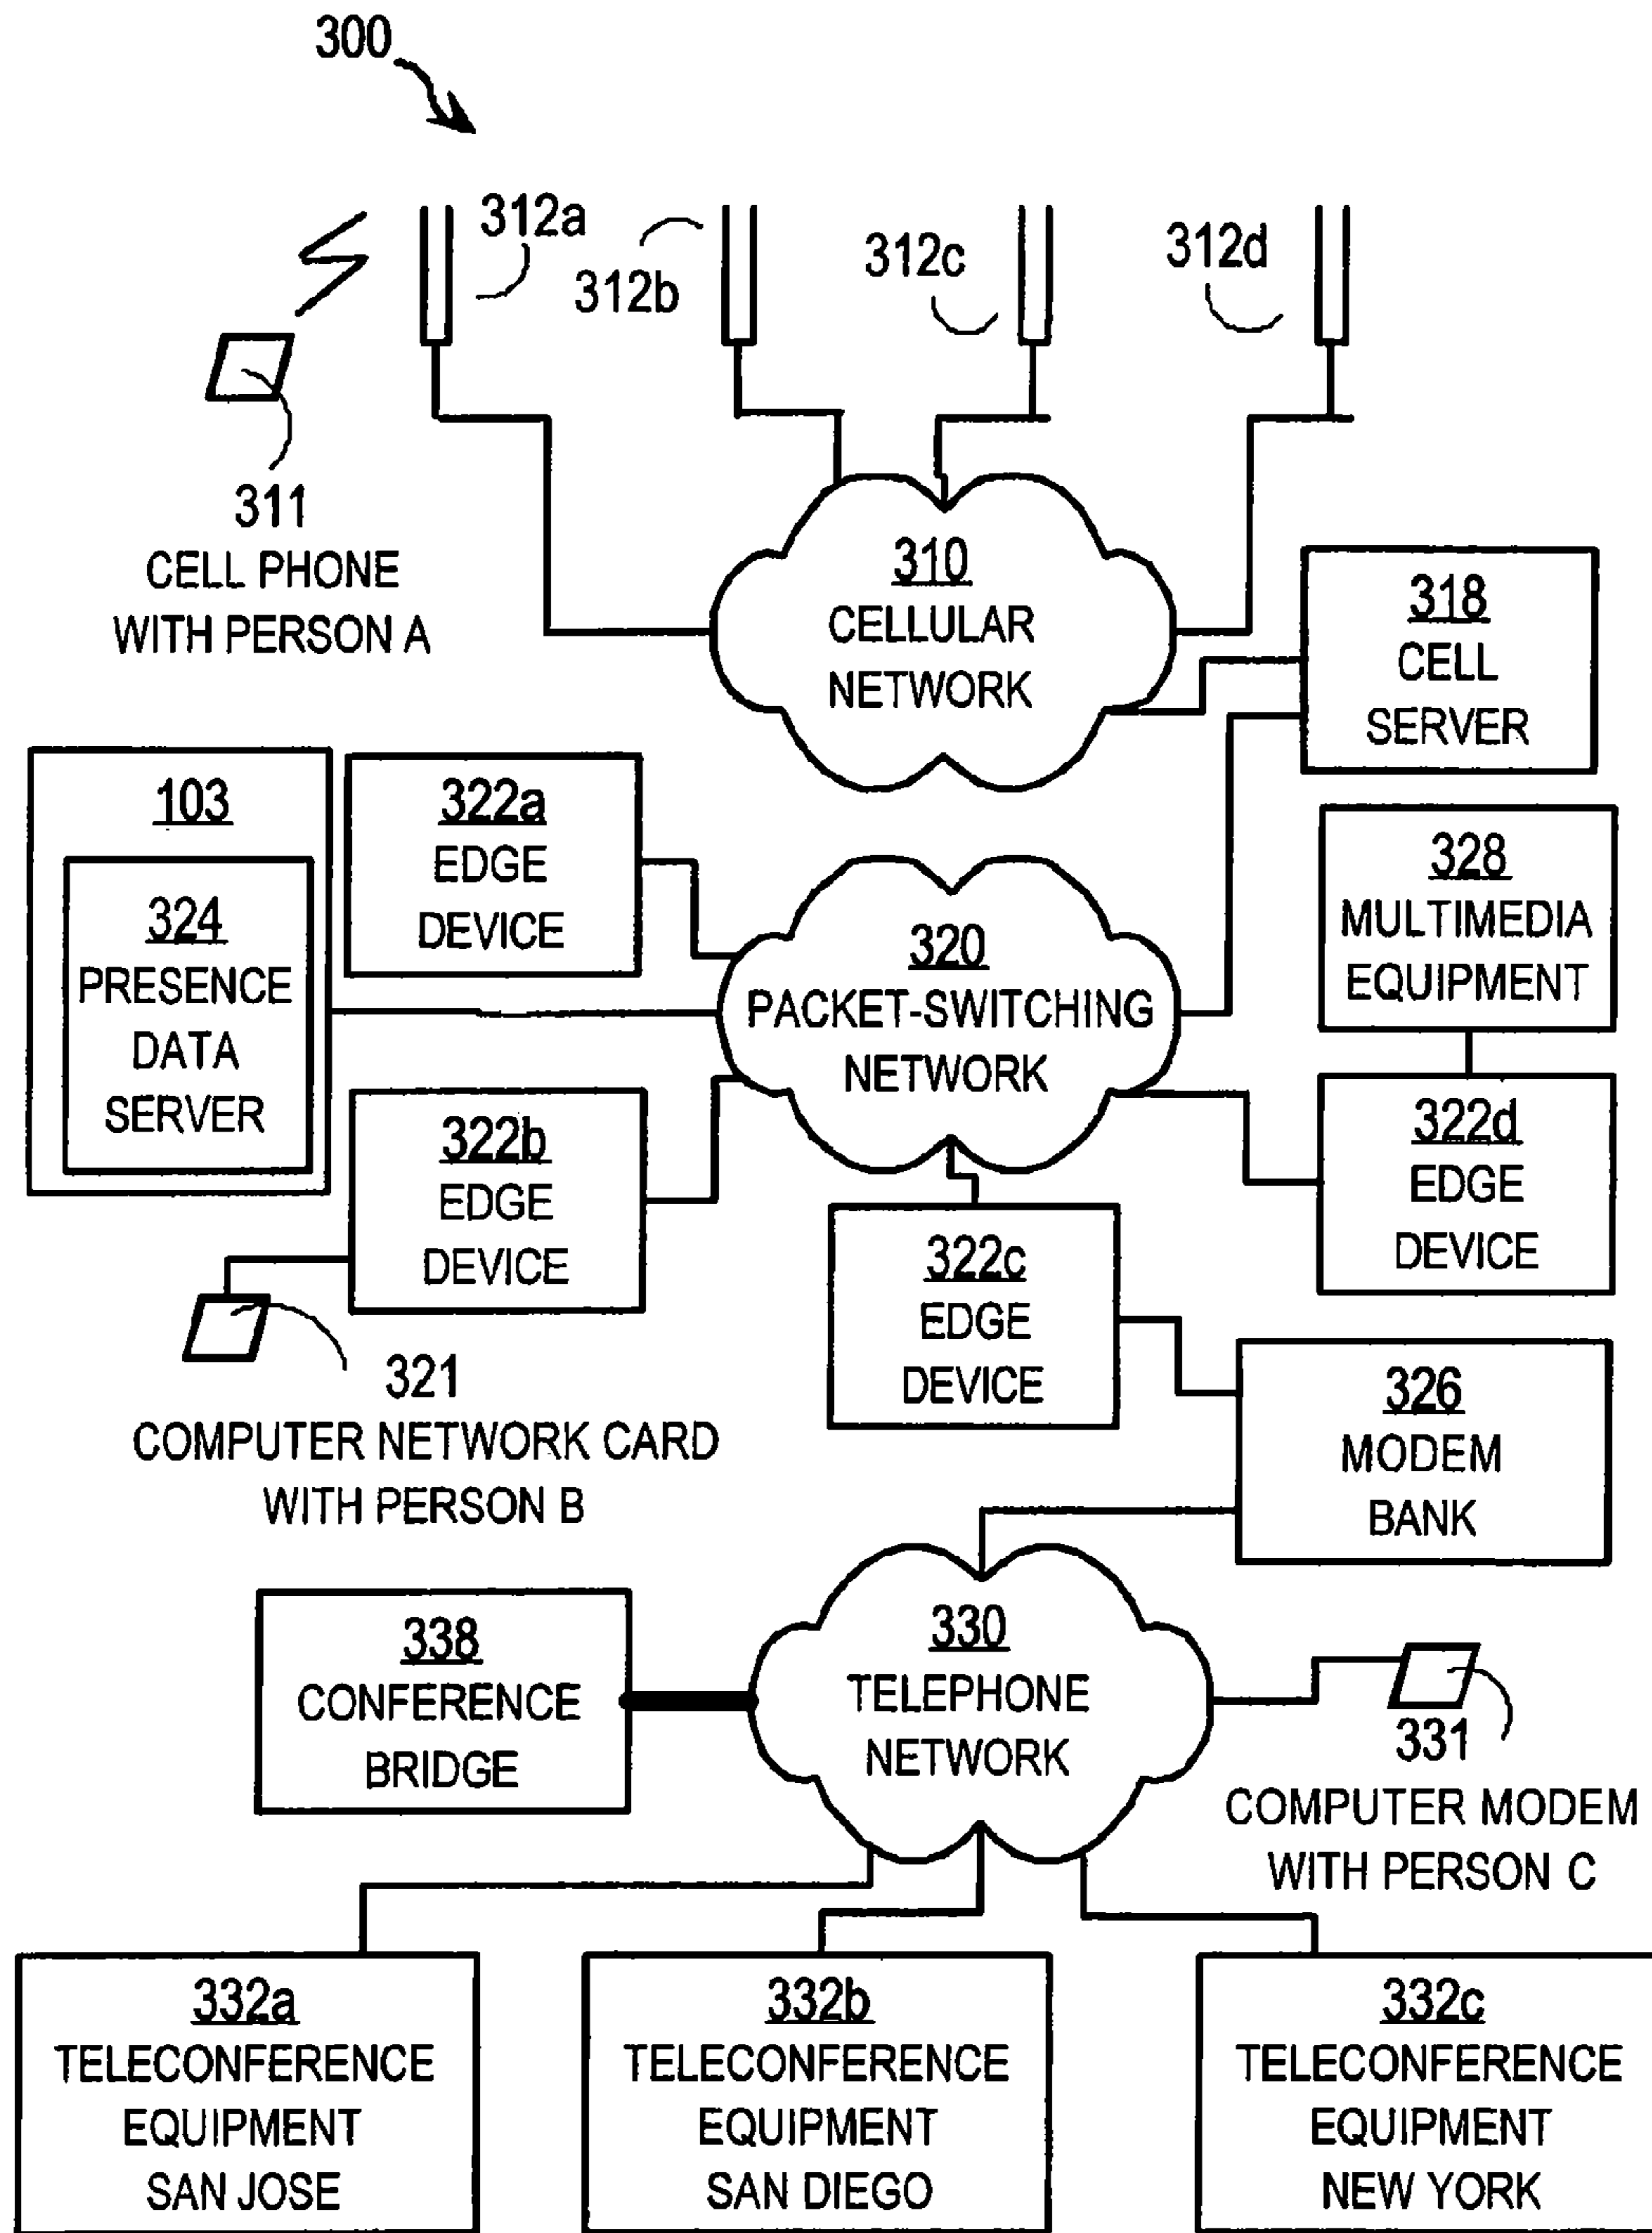 300
312a
312b
312c
312d
311
CELL PHONE
WITH PERSON A
310
CELLULAR
NETWORK
318
CELL
SERVER
103
324
PRESENCE
DATA
SERVER
322a
EDGE
DEVICE
320
PACKET-SWITCHING
NETWORK
328
MULTIMEDIA
EQUIPMENT
322b
EDGE
DEVICE
322d
EDGE
DEVICE
321
COMPUTER NETWORK CARD
WITH PERSON B
322c
EDGE
DEVICE
326
MODEM
BANK
338
CONFERENCE
BRIDGE
330
TELEPHONE
NETWORK
331
COMPUTER MODEM
WITH PERSON C
332a
TELECONFERENCE
EQUIPMENT
SAN JOSE
332b
TELECONFERENCE
EQUIPMENT
SAN DIEGO
332c
TELECONFERENCE
EQUIPMENT
NEW YORK